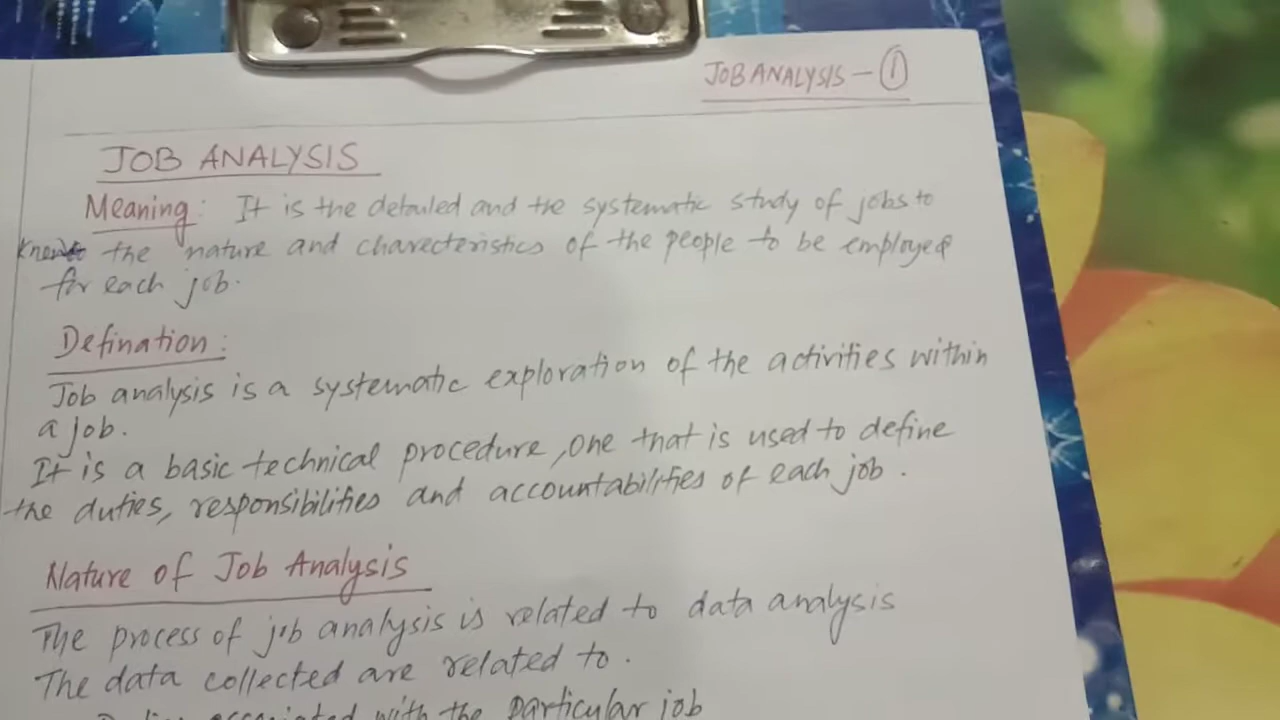 JOB ANALYSIS - ①
JOB ANALYSIS
Meaning: It is the detailed and the systematic study of jobs to
know the nature and charecteristics of the people to be employed
for each job.
Defination:
Job analysis is a systematic exploration of the activities within
a job.
It is a basic technical procedure, one that is used to define
the duties, responsibilities and accountabilities of each job.
Nature of Job Analysis
The process of job analysis is related to data analysis
The data collected are related to.
associated with the particular job